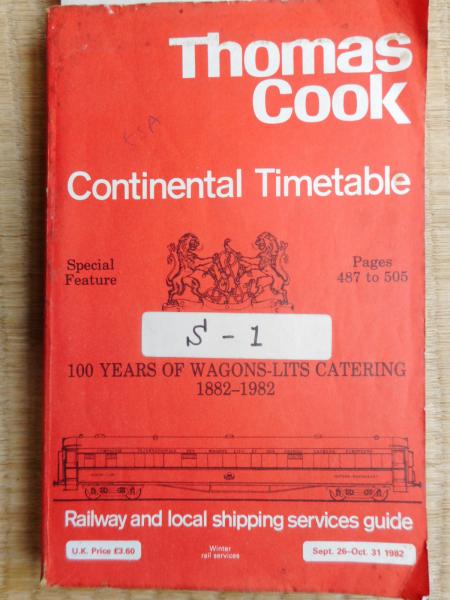 Thomas
Cook
Continental Timetable
Special
Feature
Pages
487 to 505
S - 1
100 YEARS OF WAGONS-LITS CATERING
1882–1982
Railway and local shipping services guide
U.K. Price £3.60
Winter
rail services
Sept. 26–Oct. 31 1982